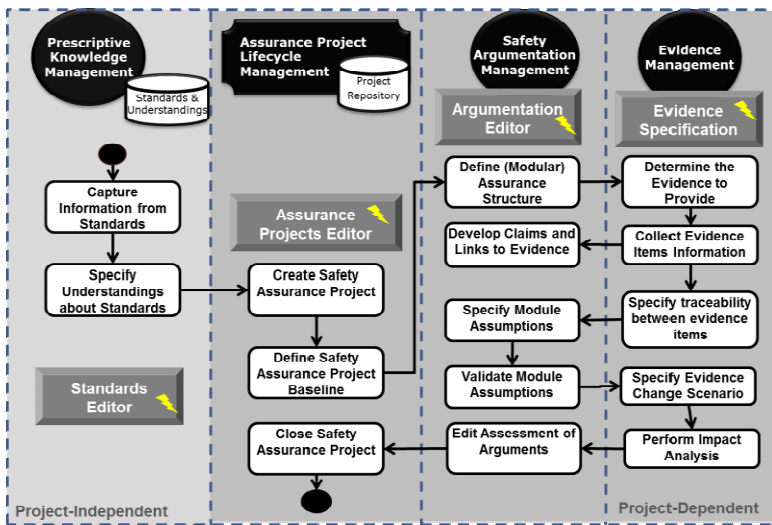 Prescriptive
Knowledge
Management
Standards &
Understandings
Assurance Project
Lifecycle
Management
Project
Repository
Safety
Argumentation
Management
Evidence
Management
Argumentation
Editor
Evidence
Specification
Capture
Information from
Standards
Specify
Understandings
about Standards
Standards
Editor
Assurance
Projects Editor
Create Safety
Assurance Project
Define Safety
Assurance Project
Baseline
Close Safety
Assurance Project
Define (Modular)
Assurance
Structure
Develop Claims and
Links to Evidence
Specify Module
Assumptions
Validate Module
Assumptions
Edit Assessment of
Arguments
Determine the
Evidence to
Provide
Collect Evidence
Items Information
Specify traceability
between evidence
items
Specify Evidence
Change Scenario
Perform Impact
Analysis
Project-Independent
Project-Dependent